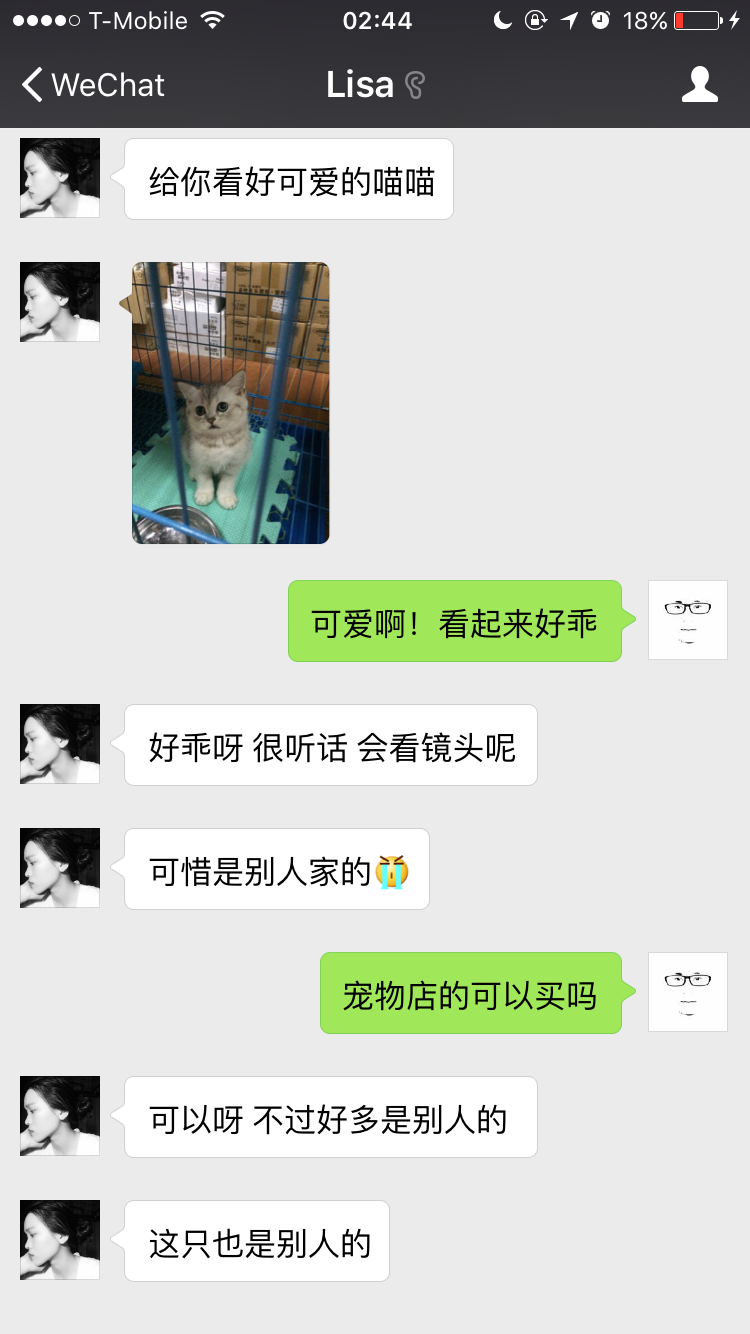 T-Mobile 02:44 18%
WeChat Lisa
给你看好可爱的喵喵
可爱啊！看起来好乖
好乖呀 很听话 会看镜头呢
可惜是别人家的😭
宠物店的可以买吗
可以呀 不过好多是别人的
这只也是别人的